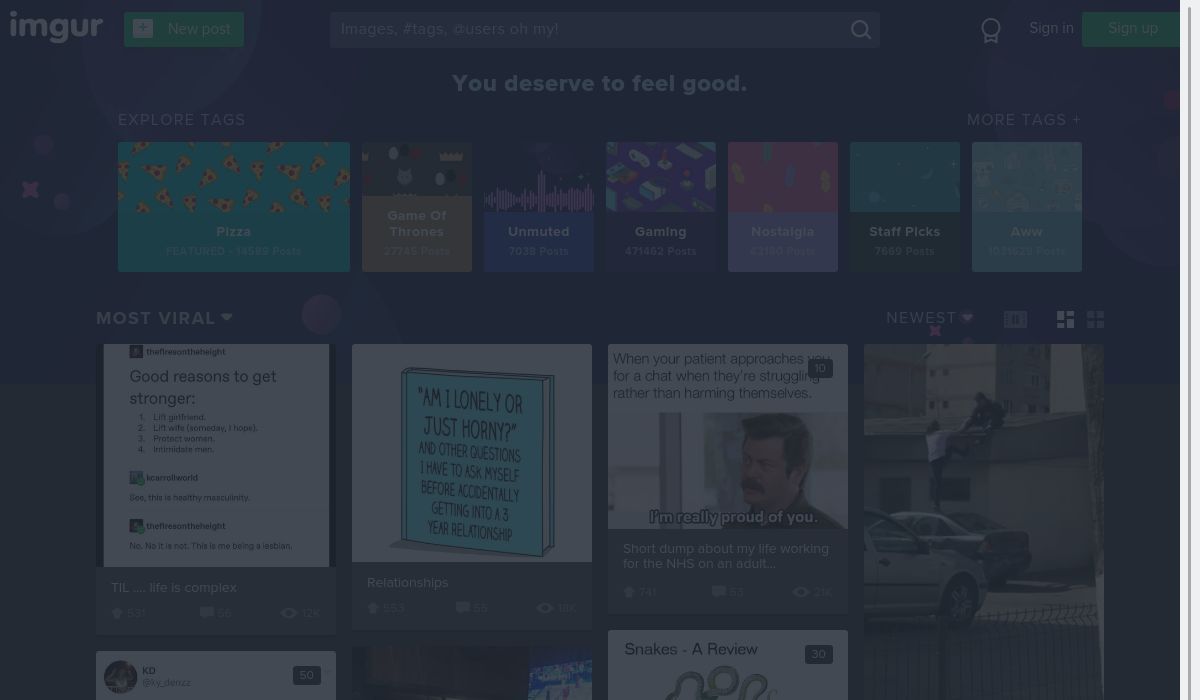 imgur
New post
Images, #tags, @users oh my!
Sign in
Sign up
You deserve to feel good.
EXPLORE TAGS
MORE TAGS +
Pizza
FEATURED - 14589 Posts
Game Of
Thrones
27745 Posts
Unmuted
7038 Posts
Gaming
471462 Posts
Nostalgia
Staff Picks
7669 Posts
Aww
MOST VIRAL
NEWEST
thefiresontheheight
Good reasons to get
stronger:
1. Lift girlfriend.
2. Lift wife (someday, I hope).
3. Protect women.
4. Intimidate men.
kcarrollworld
See, this is healthy masculinity.
thefiresontheheight
No. No it is not. This is me being a lesbian.
TIL .... life is complex
531
56
12K
"AM I LONELY OR
JUST HORNY?"
AND OTHER QUESTIONS
I HAVE TO ASK MYSELF
BEFORE ACCIDENTALLY
GETTING INTO A 3
YEAR RELATIONSHIP
Relationships
553
55
18K
When your patient approaches you
for a chat when they're struggling
rather than harming themselves.
10
I'm really proud of you.
Short dump about my life working
for the NHS on an adult...
741
53
21K
KD
@ky_denzz
50
Snakes - A Review
30